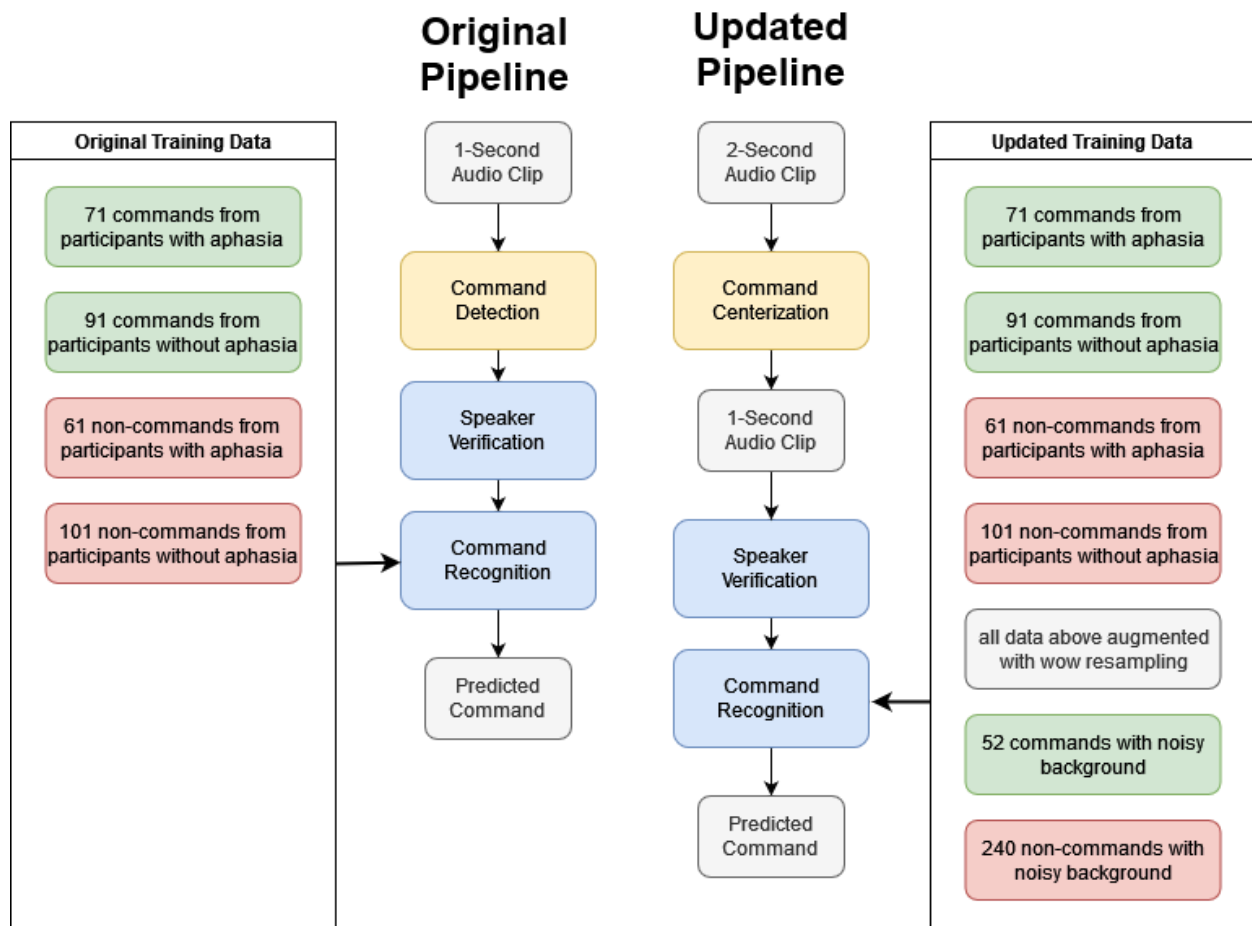 Original
Pipeline
Updated
Pipeline
Original Training Data
71 commands from
participants with aphasia
91 commands from
participants without aphasia
61 non-commands from
participants with aphasia
101 non-commands from
participants without aphasia
1-Second
Audio Clip
Command
Detection
Speaker
Verification
Command
Recognition
Predicted
Command
2-Second
Audio Clip
Command
Centerization
1-Second
Audio Clip
Speaker
Verification
Command
Recognition
Predicted
Command
Updated Training Data
71 commands from
participants with aphasia
91 commands from
participants without aphasia
61 non-commands from
participants with aphasia
101 non-commands from
participants without aphasia
all data above augmented
with wow resampling
52 commands with noisy
background
240 non-commands with
noisy background